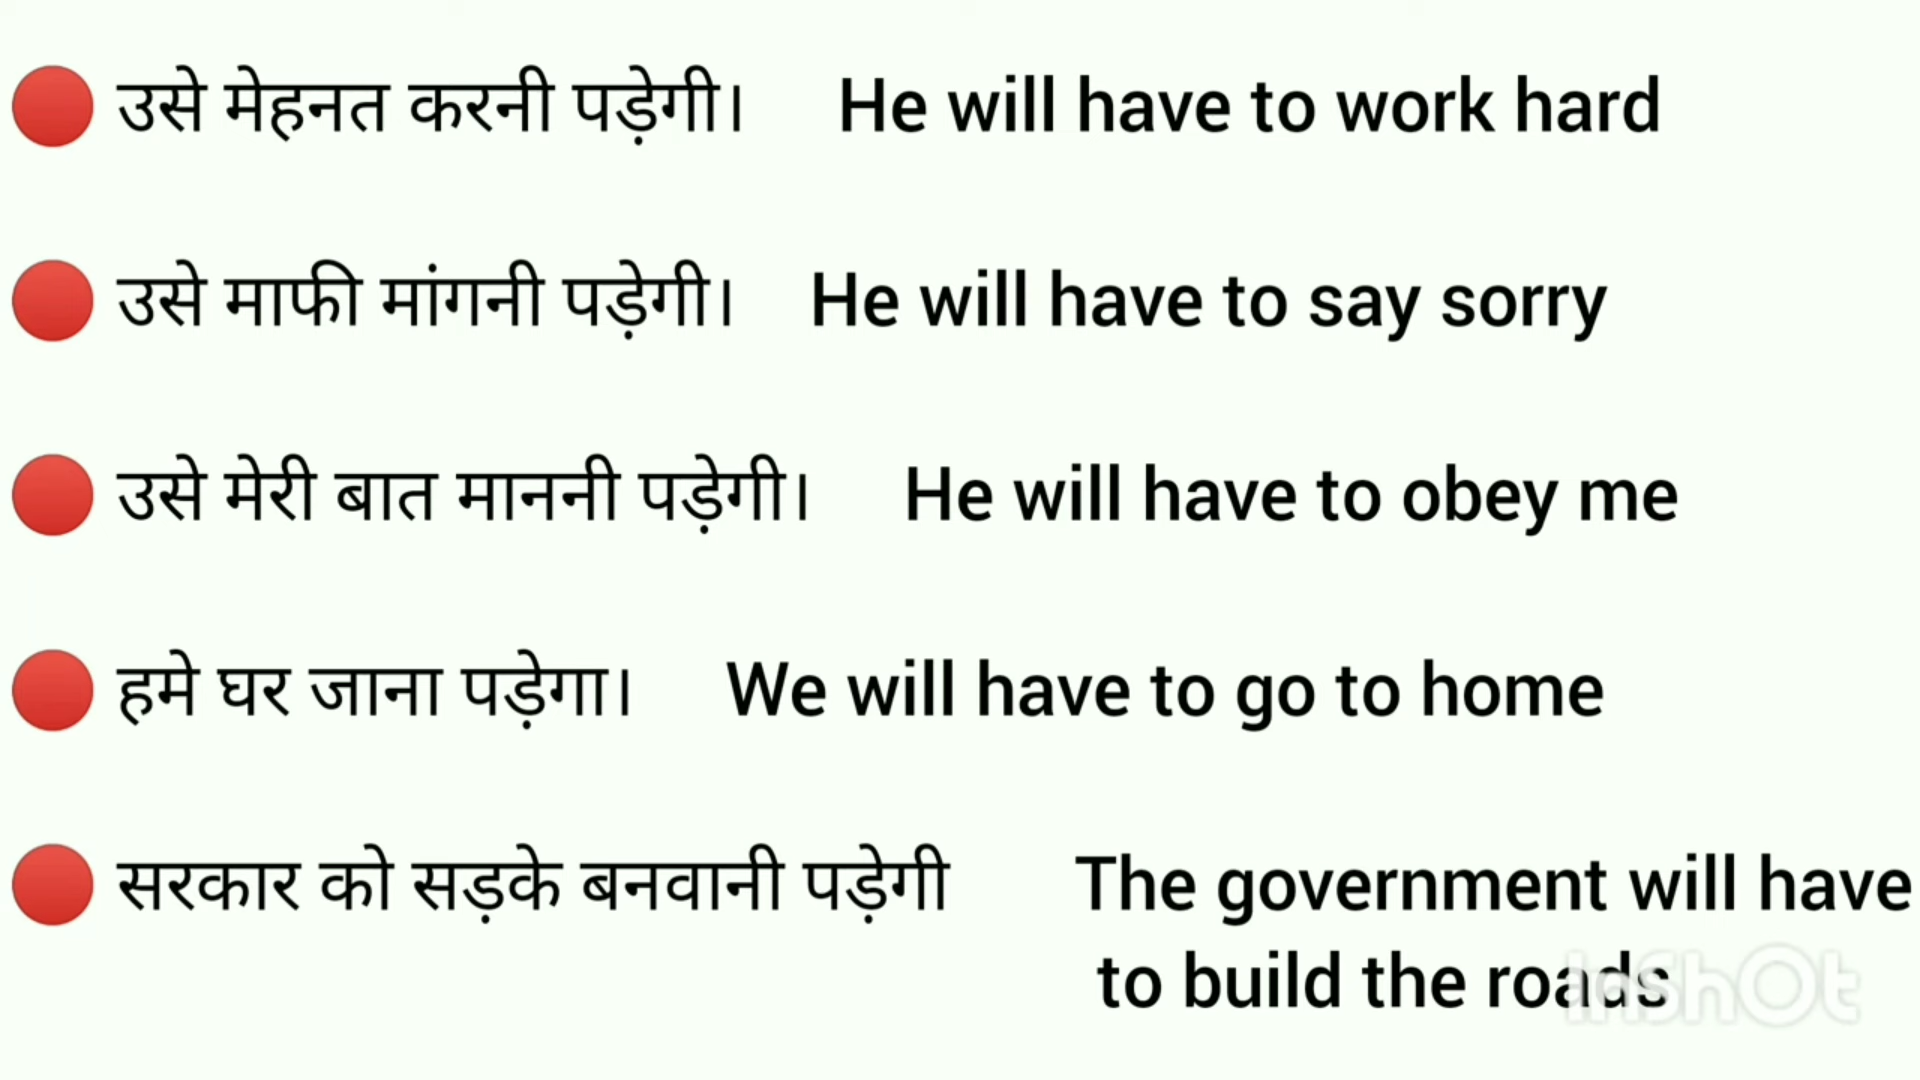 उसे मेहनत करनी पड़ेगी। He will have to work hard
उसे माफी मांगनी पड़ेगी। He will have to say sorry
उसे मेरी बात माननी पड़ेगी। He will have to obey me
हमे घर जाना पड़ेगा। We will have to go to home
सरकार को सड़के बनवानी पड़ेगी The government will have
to build the roads
inShOt